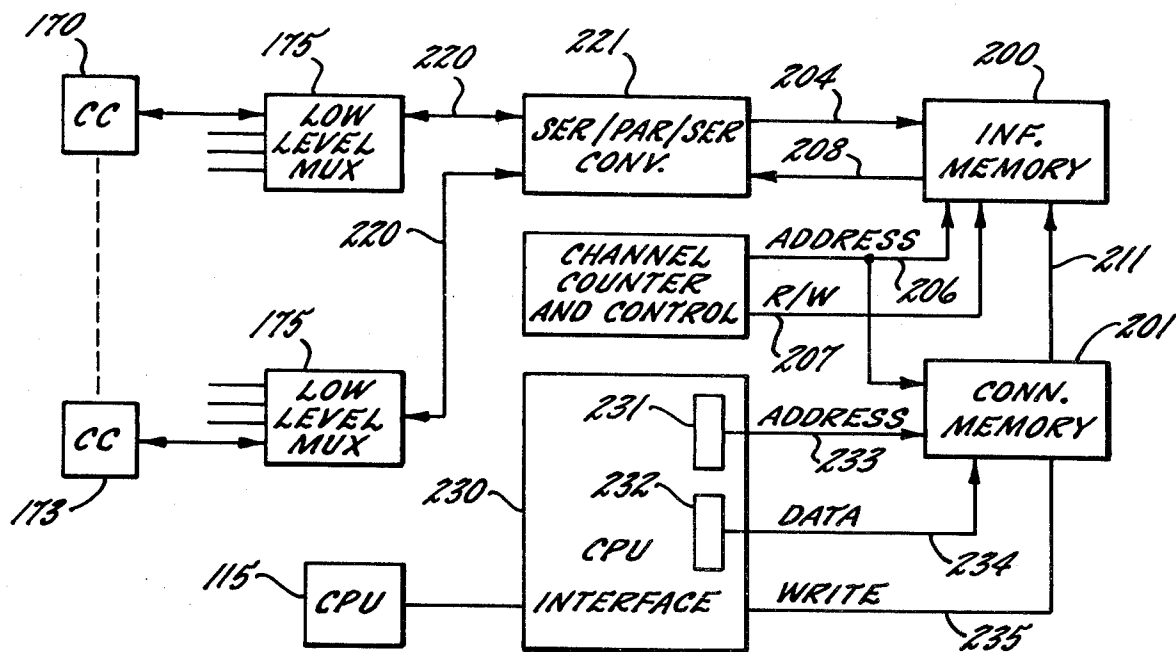 170
175
220
221
204
200
CC
LOW
LEVEL
MUX
SER/PAR/SER
CONV.
INF.
MEMORY
208
220
CHANNEL
COUNTER
AND CONTROL
ADDRESS
206
R/W
207
211
201
175
LOW
LEVEL
MUX
CC
173
231
ADDRESS
233
CONN.
MEMORY
230
232
DATA
234
CPU
INTERFACE
WRITE
235
115
CPU